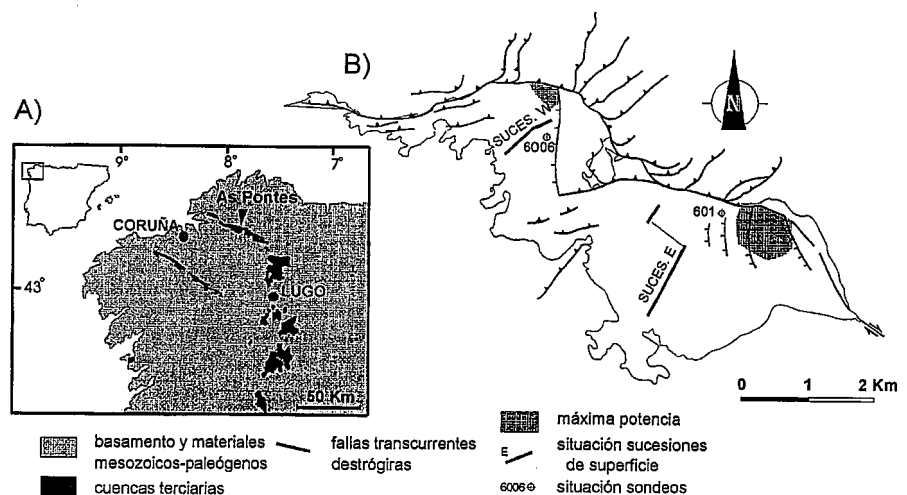 A)
9°
8°
7°
As Pontes
CORUÑA
43°
LUGO
50 Km
B)
N
SUCES. W
6006
601
SUCES. E
0 1 2 Km
basamento y materiales
mesozoicos-paleógenos
cuencas terciarias
fallas transcurrentes
destrógiras
máxima potencia
E situación sucesiones
de superficie
6006 situación sondeos